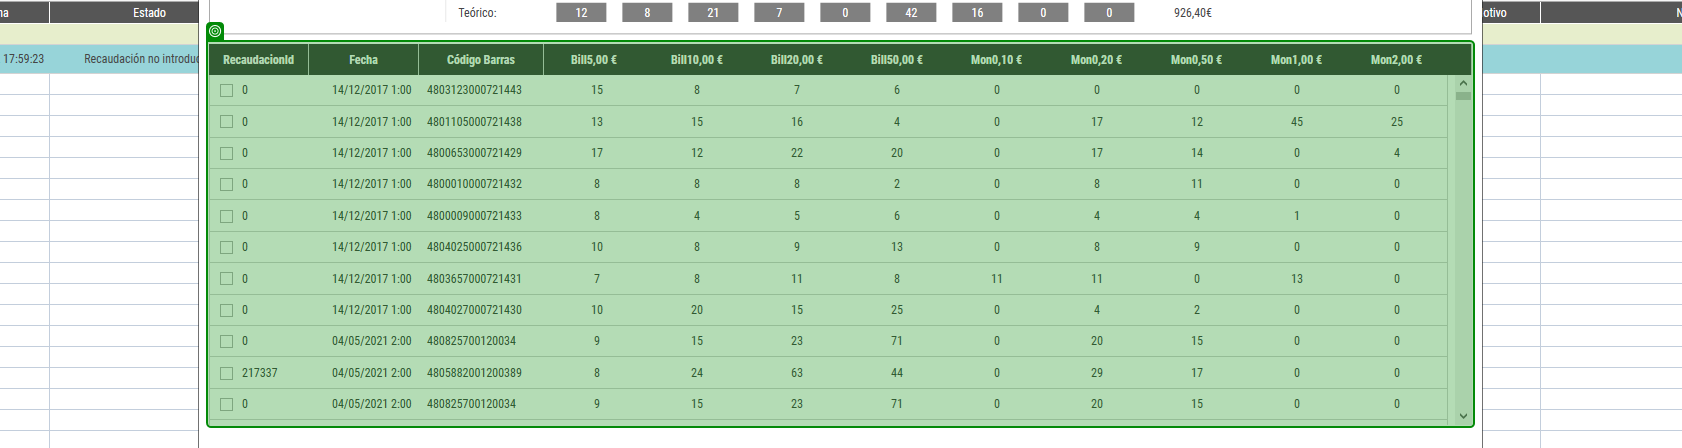 Teórico: 12 8 21 7 0 42 16 0 0 926,40€
na Estado otivo N
RecaudacionId Fecha Código Barras Bill5,00 € Bill10,00 € Bill20,00 € Bill50,00 € Mon0,10 € Mon0,20 € Mon0,50 € Mon1,00 € Mon2,00 €
17:59:23 Recaudación no introduc
0 14/12/2017 1:00 4803123000721443 15 8 7 6 0 0 0 0 0
0 14/12/2017 1:00 4801105000721438 13 15 16 4 0 17 12 45 25
0 14/12/2017 1:00 4800653000721429 17 12 22 20 0 17 14 0 4
0 14/12/2017 1:00 4800010000721432 8 8 8 2 0 8 11 0 0
0 14/12/2017 1:00 4800009000721433 8 4 5 6 0 4 4 1 0
0 14/12/2017 1:00 4804025000721436 10 8 9 13 0 8 9 0 0
0 14/12/2017 1:00 4803657000721431 7 8 11 8 11 11 0 13 0
0 14/12/2017 1:00 4804027000721430 10 20 15 25 0 4 2 0 0
0 04/05/2021 2:00 480825700120034 9 15 23 71 0 20 15 0 0
217337 04/05/2021 2:00 4805882001200389 8 24 63 44 0 29 17 0 0
0 04/05/2021 2:00 480825700120034 9 15 23 71 0 20 15 0 0